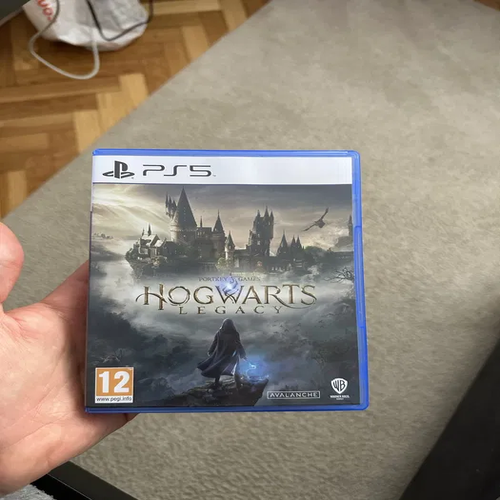 PS5
PORTKEY GAMES
HOGWARTS
LEGACY
12
www.pegi.info
AVALANCHE
WB